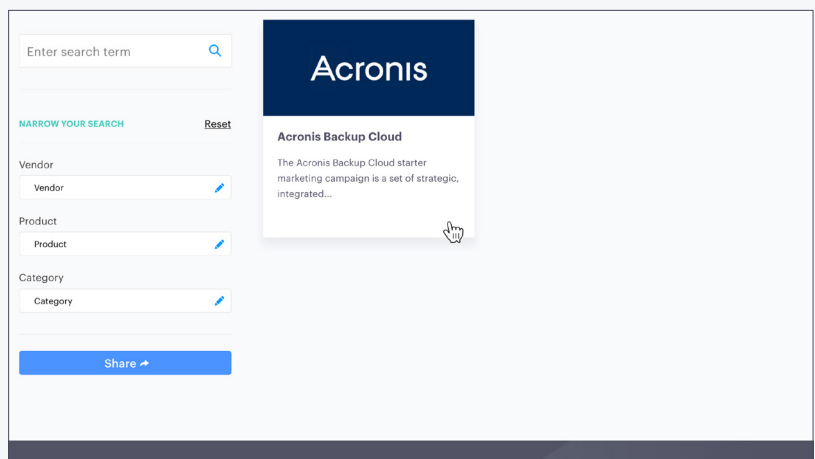 Enter search term
NARROW YOUR SEARCH
Reset
Vendor
Vendor
Product
Product
Category
Category
Share
Acronis
Acronis Backup Cloud
The Acronis Backup Cloud starter
marketing campaign is a set of strategic,
integrated...